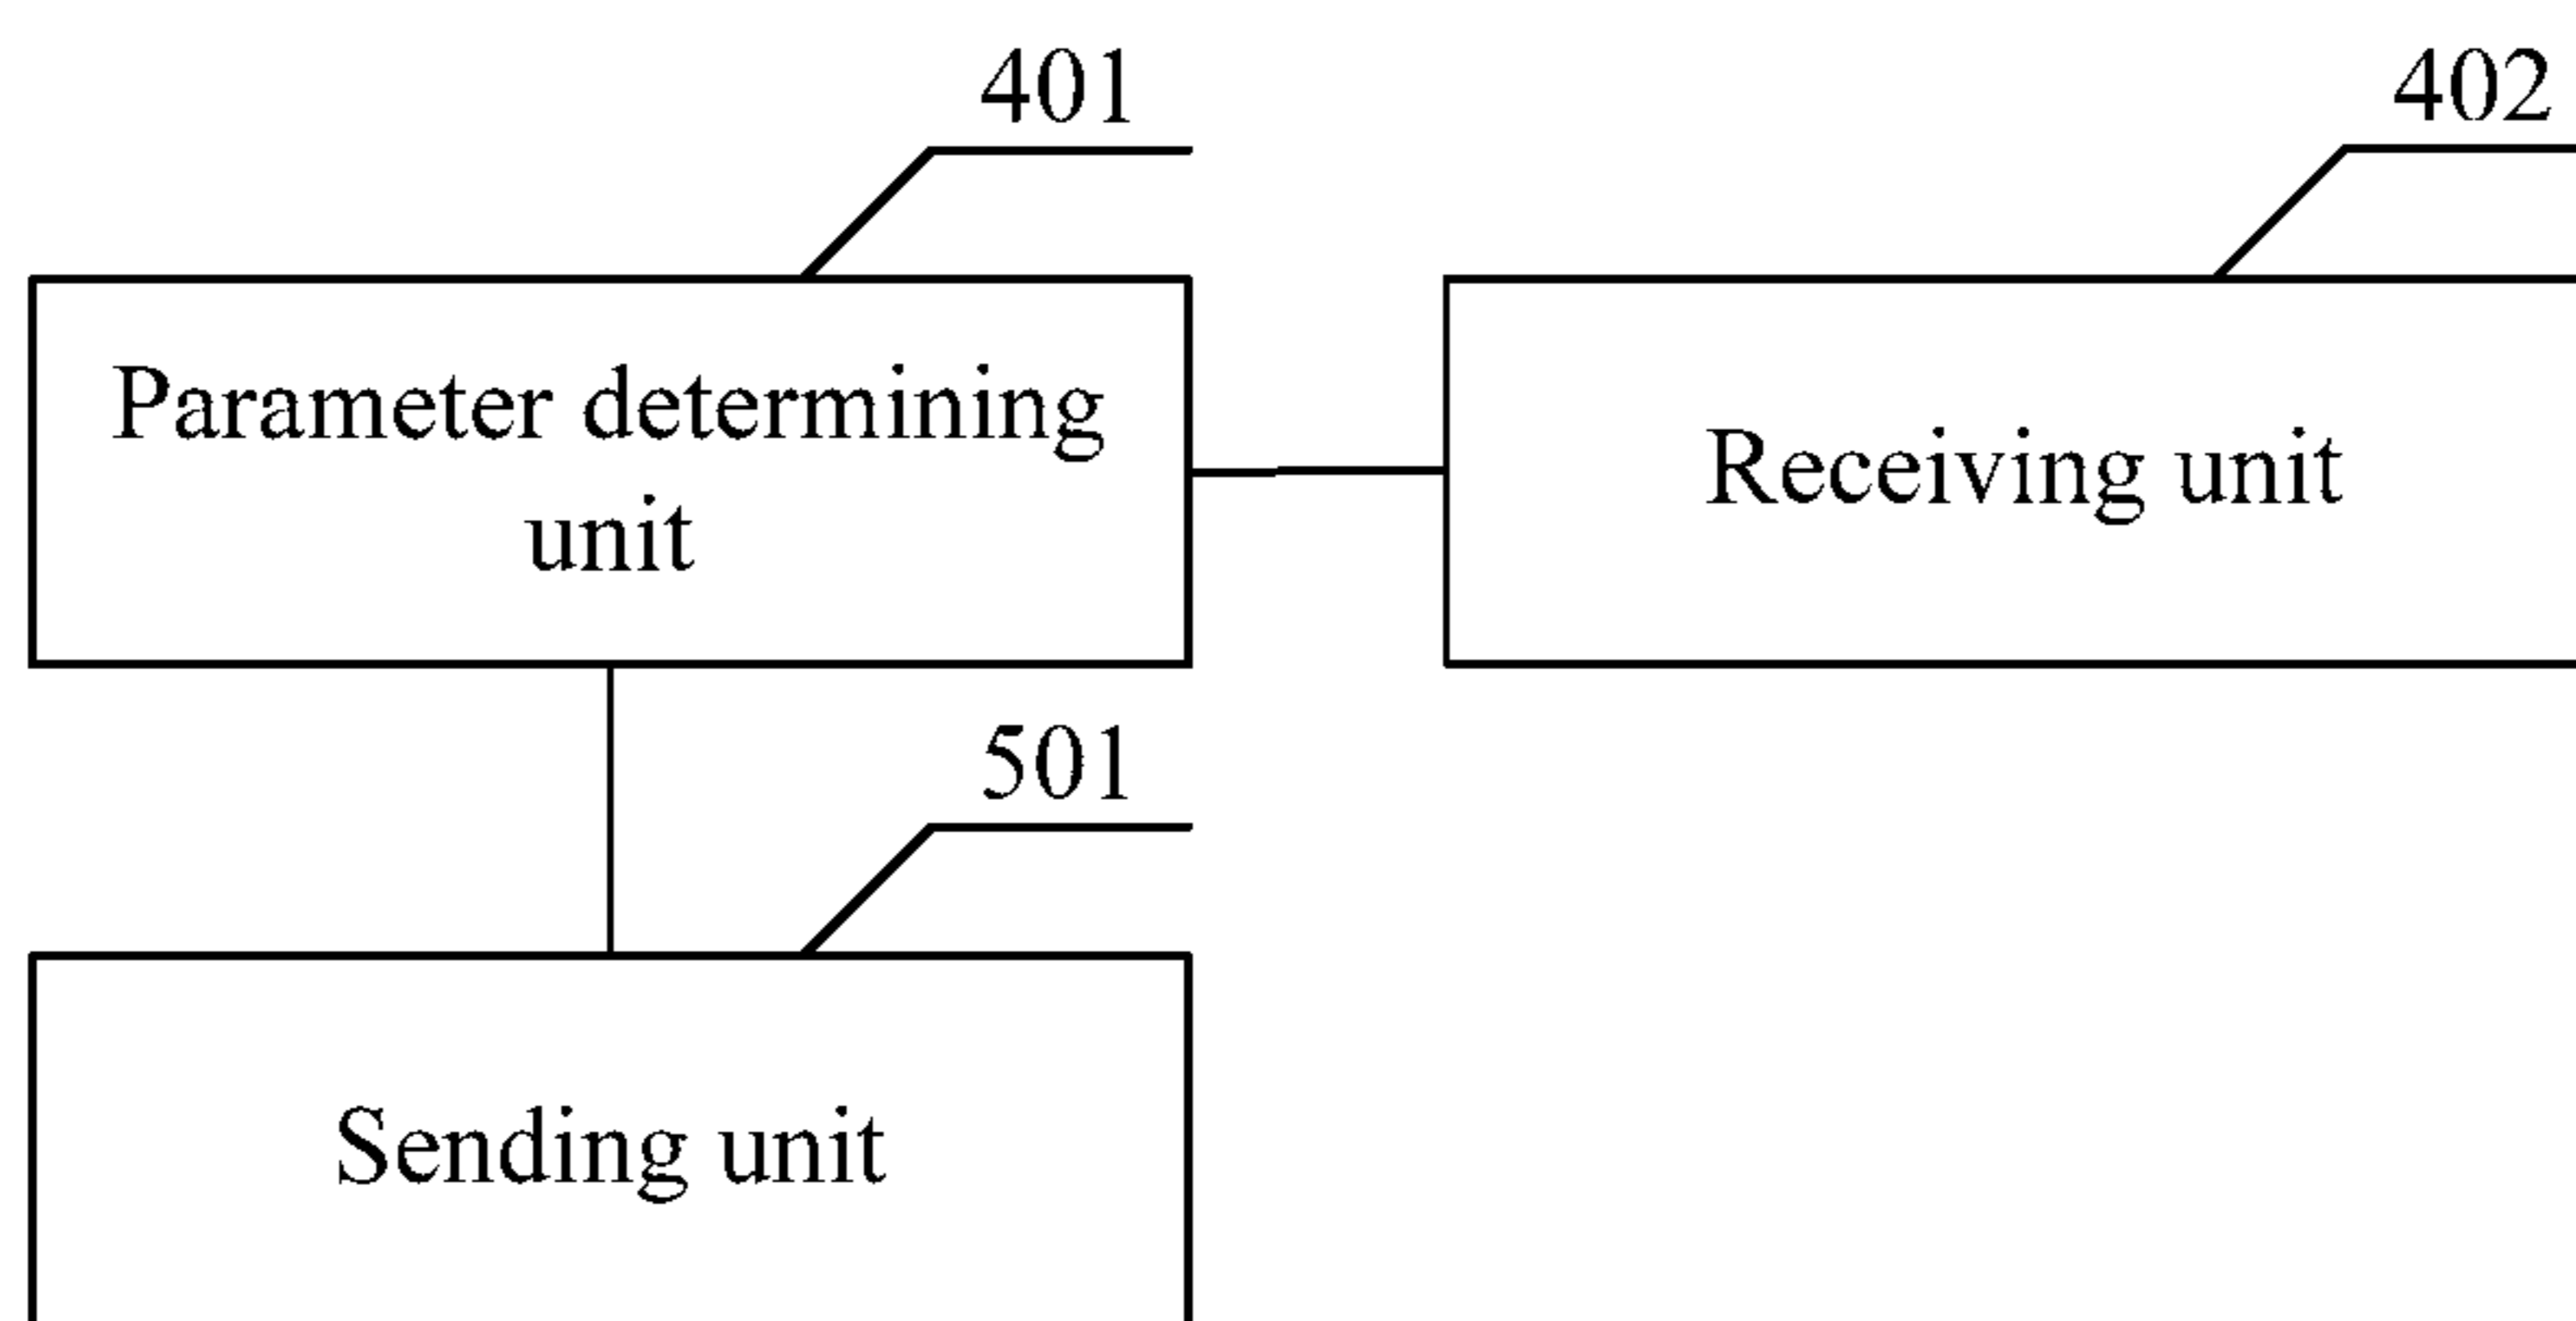 401
402
Parameter determining
unit
Receiving unit
501
Sending unit